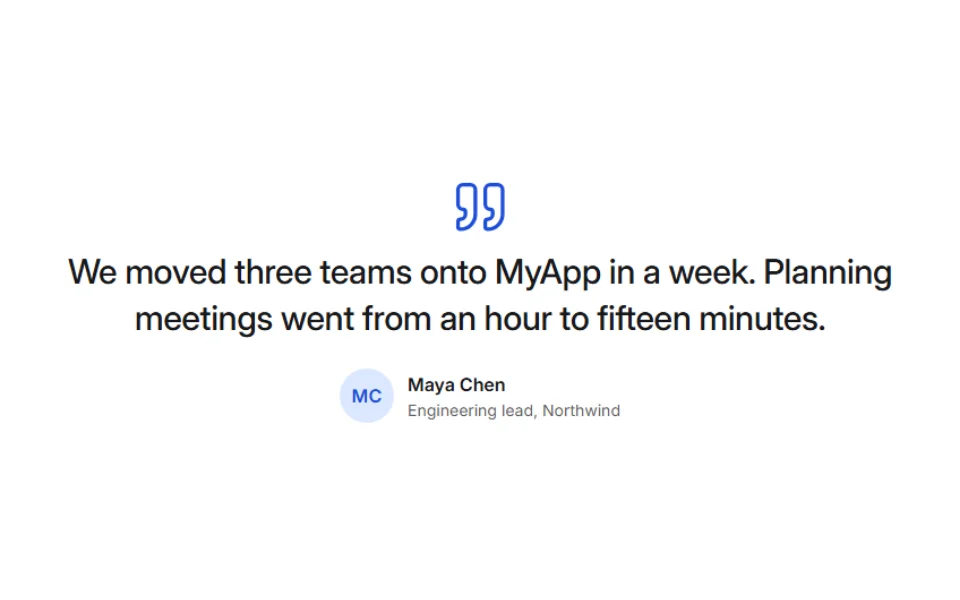 We moved three teams onto MyApp in a week. Planning
meetings went from an hour to fifteen minutes.
MC
Maya Chen
Engineering lead, Northwind